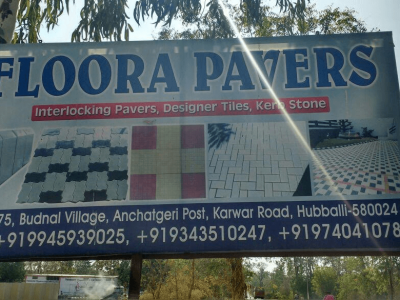 FLOORA PAVERS
Interlocking Pavers, Designer Tiles, Kerb Stone
75, Budnal Village, Anchatgeri Post, Karwar Road, Hubballi-580024
+919945939025, +919343510247, +91974041078